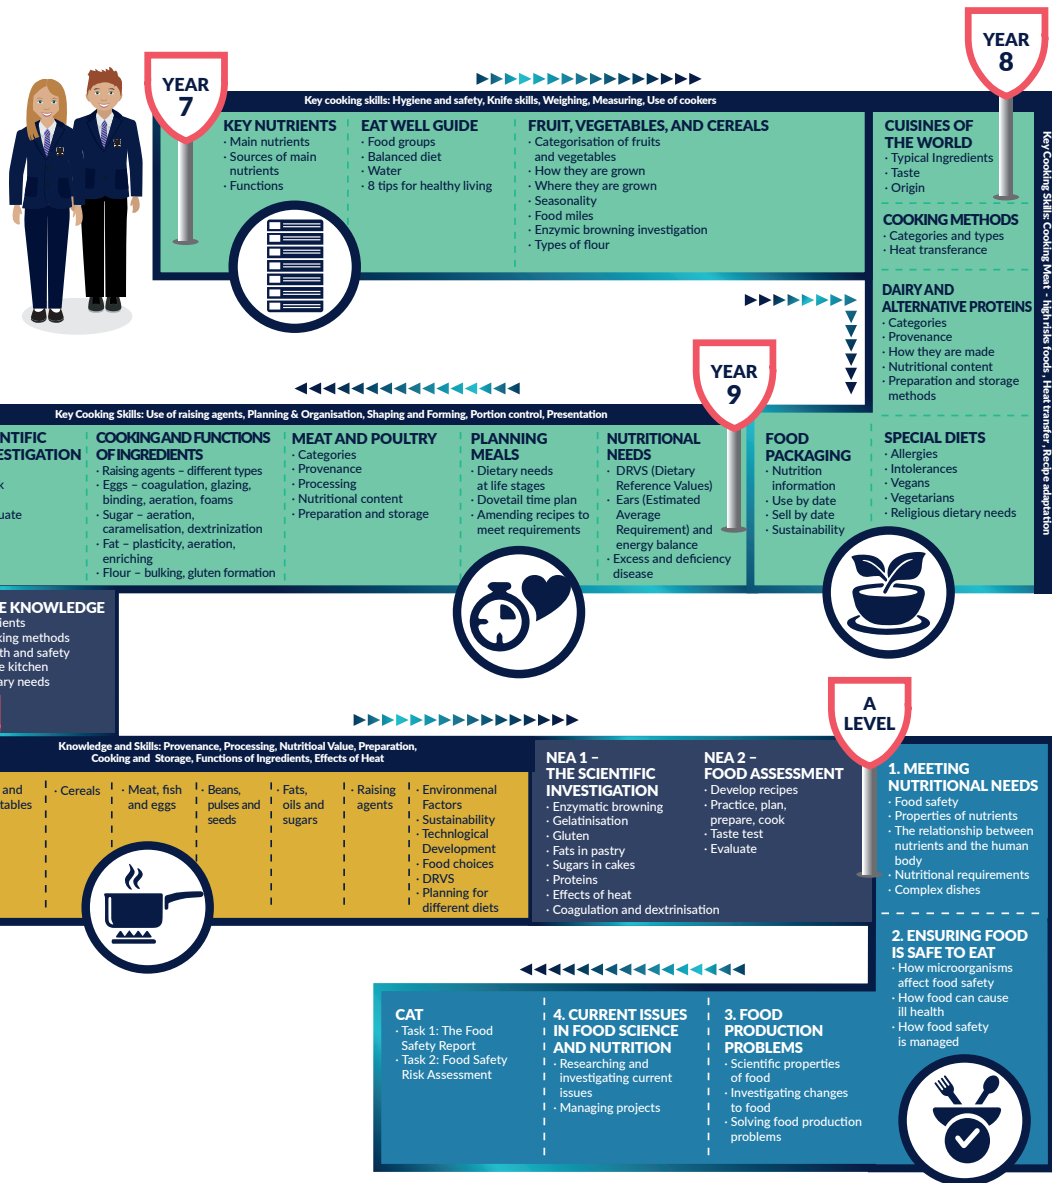 YEAR
7
YEAR
8
Key cooking skills: Hygiene and safety, Knife skills, Weighing, Measuring, Use of cookers
KEY NUTRIENTS
· Main nutrients
· Sources of main
nutrients
· Functions
EAT WELL GUIDE
· Food groups
· Balanced diet
· Water
· 8 tips for healthy living
FRUIT, VEGETABLES, AND CEREALS
· Categorisation of fruits
and vegetables
· How they are grown
· Where they are grown
· Seasonality
· Food miles
· Enzymic browning investigation
· Types of flour
CUISINES OF
THE WORLD
· Typical Ingredients
· Taste
· Origin
COOKING METHODS
· Categories and types
· Heat transferance
DAIRY AND
ALTERNATIVE PROTEINS
· Categories
· Provenance
· How they are made
· Nutritional content
· Preparation and storage
methods
SPECIAL DIETS
· Allergies
· Intolerances
· Vegans
· Vegetarians
· Religious dietary needs
Key Cooking Skills: Cooking Meat - high risks foods , Heat transfer , Recipe adaptation
FOOD
PACKAGING
· Nutrition
information
· Use by date
· Sell by date
· Sustainability
YEAR
9
Key Cooking Skills: Use of raising agents, Planning & Organisation, Shaping and Forming, Portion control, Presentation
NUTRITIONAL
NEEDS
· DRVS (Dietary
Reference Values)
· Ears (Estimated
Average
Requirement) and
energy balance
· Excess and deficiency
disease
PLANNING
MEALS
· Dietary needs
at life stages
· Dovetail time plan
· Amending recipes to
meet requirements
MEAT AND POULTRY
· Categories
· Provenance
· Processing
· Nutritional content
· Preparation and storage
COOKING AND FUNCTIONS
OF INGREDIENTS
· Raising agents – different types
· Eggs – coagulation, glazing,
binding, aeration, foams
· Sugar – aeration,
caramelisation, dextrinization
· Fat – plasticity, aeration,
enriching
· Flour – bulking, gluten formation
NTIFIC
ESTIGATION
k
uate
E KNOWLEDGE
ients
king methods
th and safety
e kitchen
ary needs
Knowledge and Skills: Provenance, Processing, Nutritioal Value, Preparation,
Cooking and Storage, Functions of Ingredients, Effects of Heat
and
tables
· Cereals
· Meat, fish
and eggs
· Beans,
pulses and
seeds
· Fats,
oils and
sugars
· Raising
agents
· Environmenal
Factors
· Sustainability
· Technlogical
Development
· Food choices
· DRVS
· Planning for
different diets
NEA 1 –
THE SCIENTIFIC
INVESTIGATION
· Enzymatic browning
· Gelatinisation
· Gluten
· Fats in pastry
· Sugars in cakes
· Proteins
· Effects of heat
· Coagulation and dextrinisation
NEA 2 –
FOOD ASSESSMENT
· Develop recipes
· Practice, plan,
prepare, cook
· Taste test
· Evaluate
A
LEVEL
1. MEETING
NUTRITIONAL NEEDS
· Food safety
· Properties of nutrients
· The relationship between
nutrients and the human
body
· Nutritional requirements
· Complex dishes
2. ENSURING FOOD
IS SAFE TO EAT
· How microorganisms
affect food safety
· How food can cause
ill health
· How food safety
is managed
3. FOOD
PRODUCTION
PROBLEMS
· Scientific properties
of food
· Investigating changes
to food
· Solving food production
problems
4. CURRENT ISSUES
IN FOOD SCIENCE
AND NUTRITION
· Researching and
investigating current
issues
· Managing projects
CAT
· Task 1: The Food
Safety Report
· Task 2: Food Safety
Risk Assessment